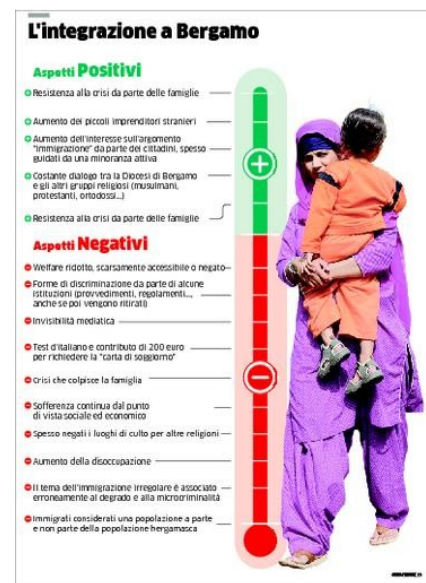 L'integrazione a Bergamo
Aspetti Positivi
Resistenza alla crisi da parte delle famiglie
Aumento dei piccoli imprenditori stranieri
Aumento dell'interesse sull'argomento
"immigrazione" da parte dei cittadini, spesso
guidati da una minoranza attiva
Costante dialogo tra la Diocesi di Bergamo
e gli altri gruppi religiosi (musulmani,
protestanti, ortodossi...)
Resistenza alla crisi da parte delle famiglie
Aspetti Negativi
Welfare ridotto, scarsamente accessibile o negato
Forme di discriminazione da parte di alcune
istituzioni (provvedimenti, regolamenti...,
anche se poi vengono ritirati)
Invisibilità mediatica
Test d'italiano e contributo di 200 euro
per richiedere la "carta di soggiorno"
Crisi che colpisce la famiglia
Sofferenza continua dal punto
di vista sociale ed economico
Spesso negati i luoghi di culto per altre religioni
Aumento della disoccupazione
Il tema dell'immigrazione irregolare è associato
erroneamente al degrado e alla microcriminalità
Immigrati considerati una popolazione a parte
e non parte della popolazione bergamasca